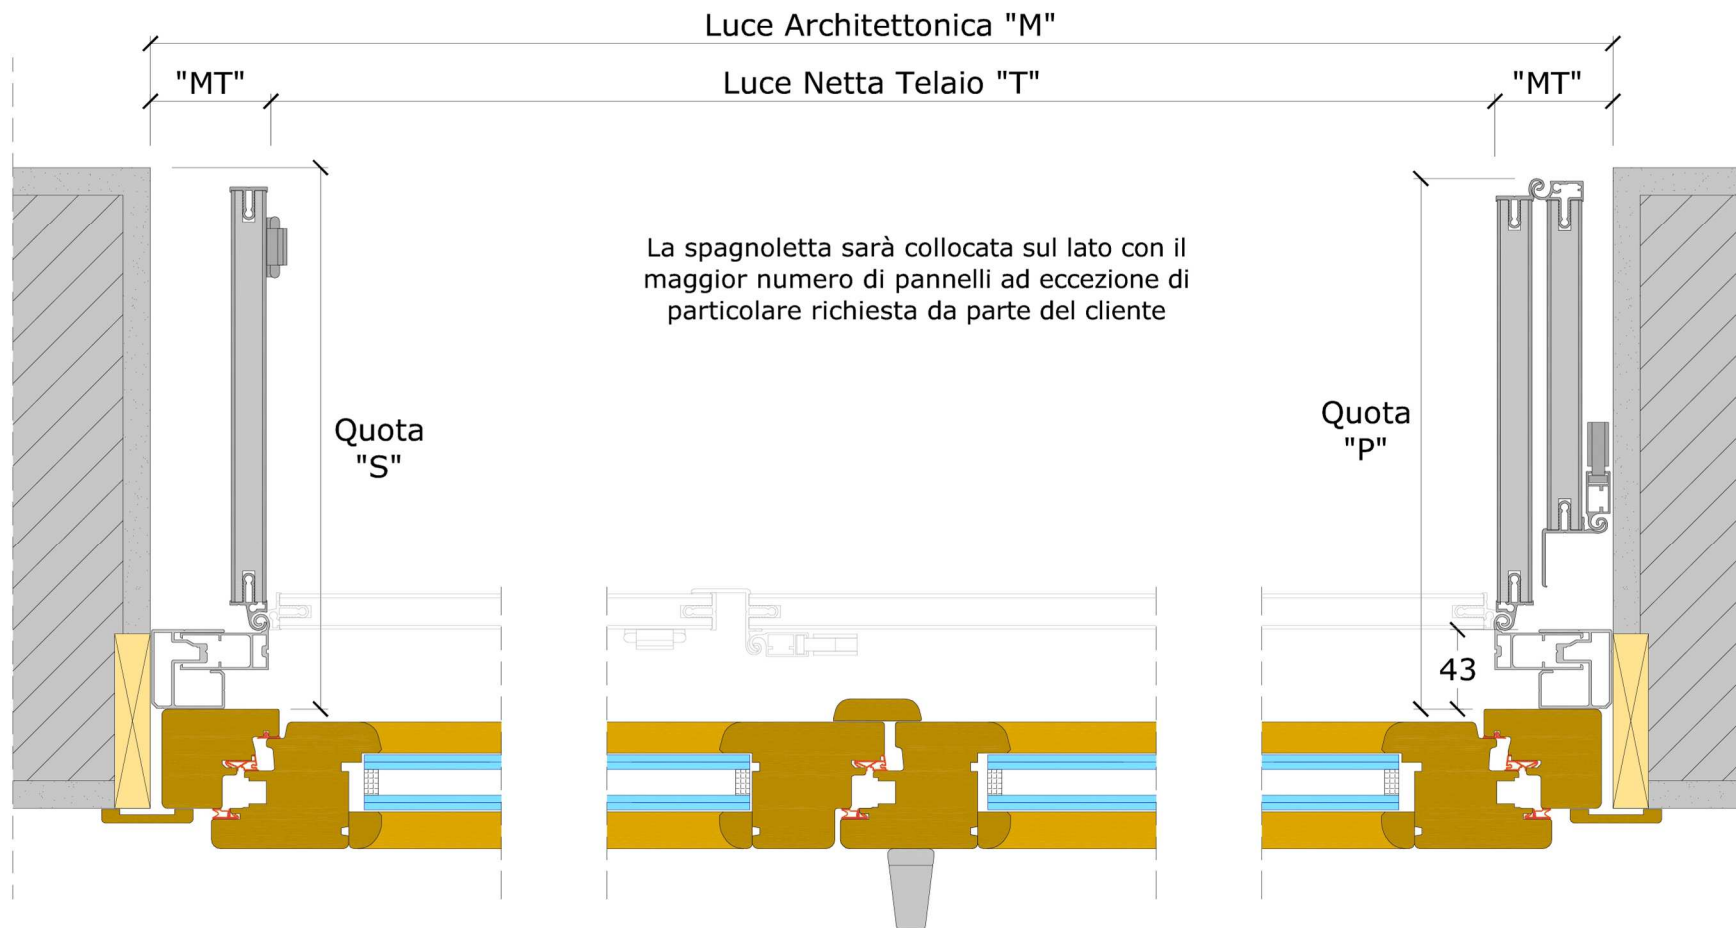 Luce Architettonica "M"
"MT"
Luce Netta Telaio "T"
"MT"
La spagnoletta sarà collocata sul lato con il
maggior numero di pannelli ad eccezione di
particolare richiesta da parte del cliente
Quota
"S"
Quota
"P"
43